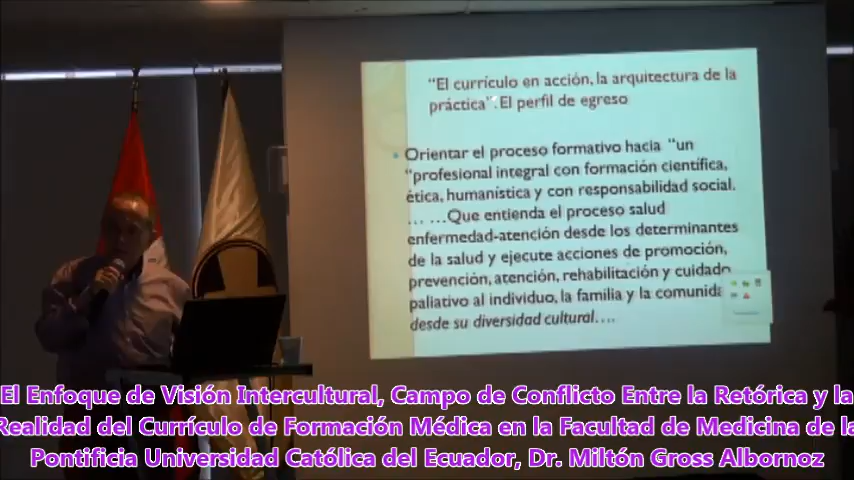 “El currículo en acción, la arquitectura de la
práctica”. El perfil de egreso
Orientar el proceso formativo hacia “un
“profesional integral con formación científica,
ética, humanística y con responsabilidad social.
… …Que entienda el proceso salud
enfermedad-atención desde los determinantes
de la salud y ejecute acciones de promoción,
prevención, atención, rehabilitación y cuidado
paliativo al individuo, la familia y la comunida
desde su diversidad cultural….
El Enfoque de Visión Intercultural, Campo de Conflicto Entre la Retórica y la
Realidad del Currículo de Formación Médica en la Facultad de Medicina de la
Pontificia Universidad Católica del Ecuador, Dr. Miltón Gross Albornoz